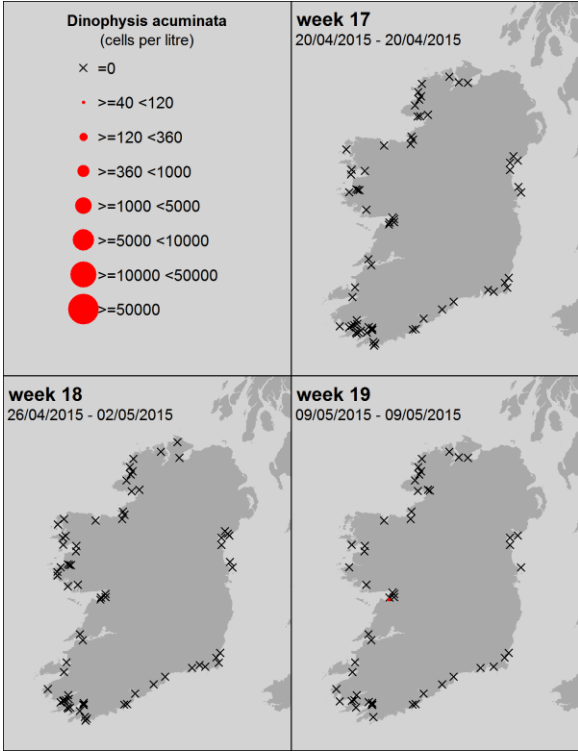 Dinophysis acuminata
(cells per litre)
=0
>=40 <120
>=120 <360
>=360 <1000
>=1000 <5000
>=5000 <10000
>=10000 <50000
>=50000
week 17
20/04/2015 - 20/04/2015
week 18
26/04/2015 - 02/05/2015
week 19
09/05/2015 - 09/05/2015